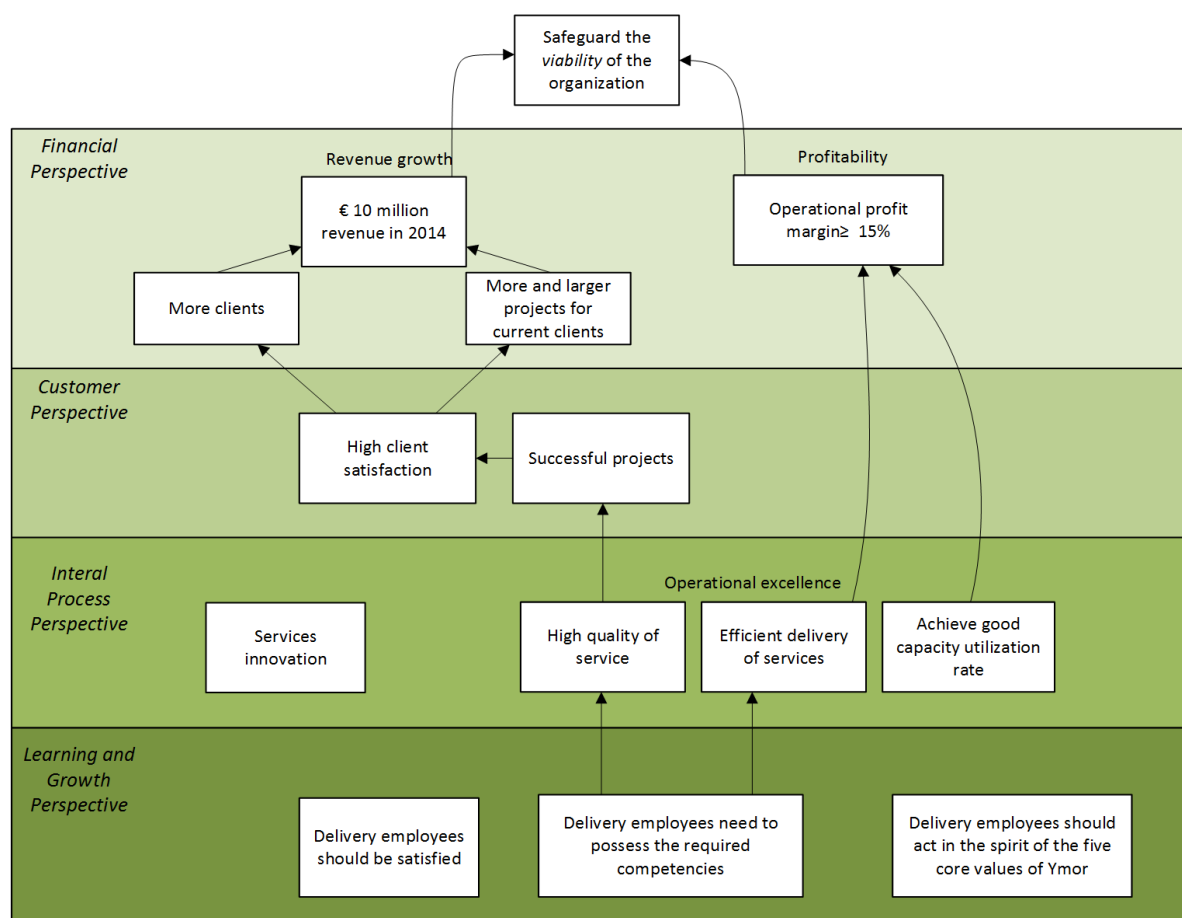 Safeguard the
viability of the
organization
Financial
Perspective
Revenue growth
Profitability
€ 10 million
revenue in 2014
Operational profit
margin≥ 15%
More clients
More and larger
projects for
current clients
Customer
Perspective
High client
satisfaction
Successful projects
Interal
Process
Perspective
Operational excellence
Services
innovation
High quality of
service
Efficient delivery
of services
Achieve good
capacity utilization
rate
Learning and
Growth
Perspective
Delivery employees
should be satisfied
Delivery employees need to
possess the required
competencies
Delivery employees should
act in the spirit of the five
core values of Ymor